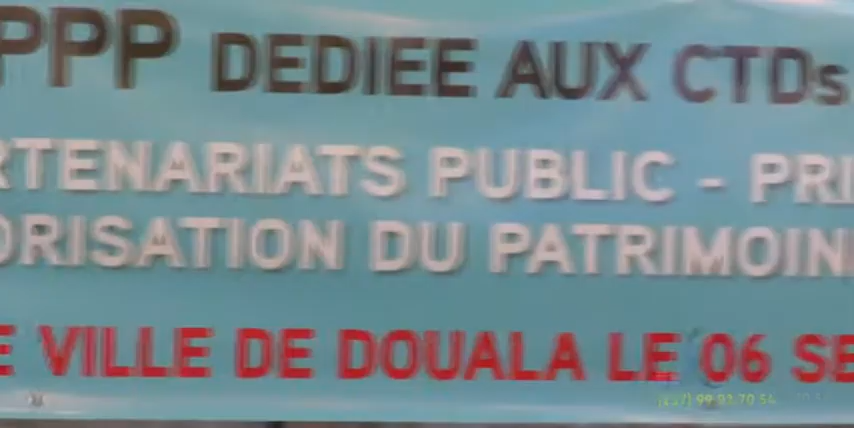 PPP DEDIEE AUX CTDs
RTENARIATS PUBLIC - PRI
ORISATION DU PATRIMOIN
E VILLE DE DOUALA LE 06 SE